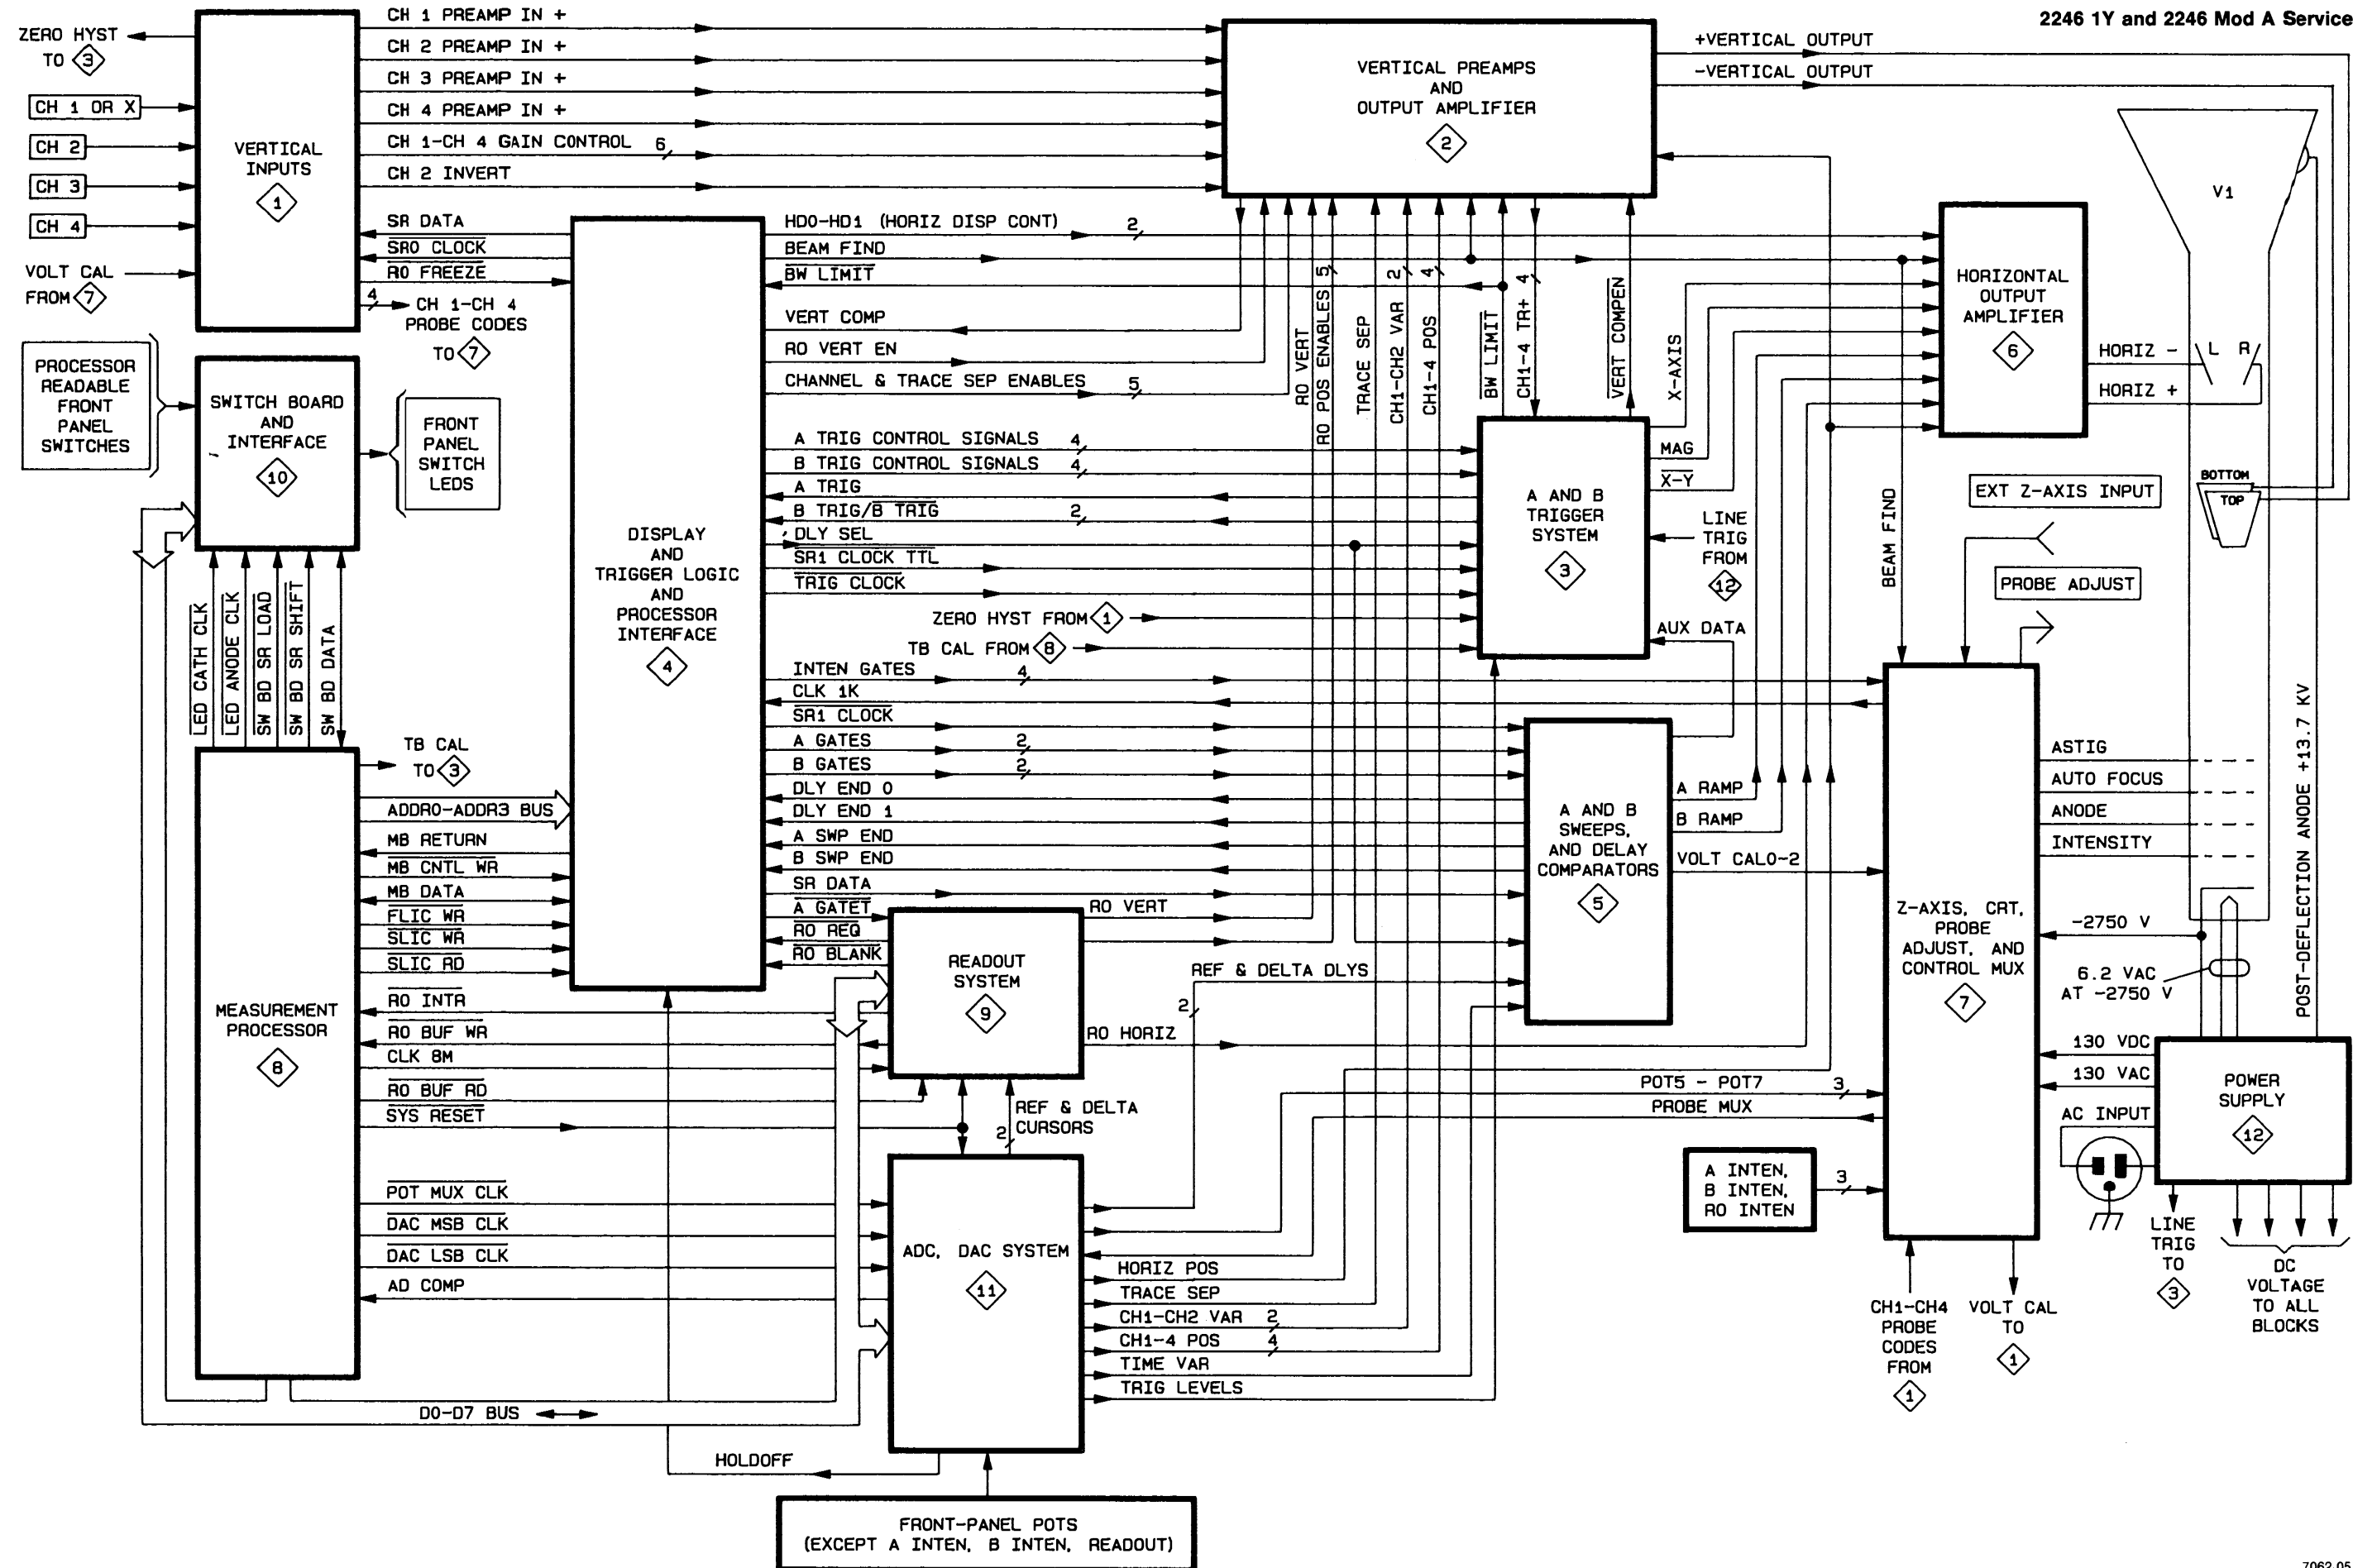 2246 1Y and 2246 Mod A Service
ZERO HYST
TO 3
CH 1 OR X
CH 2
CH 3
CH 4
VOLT CAL
FROM 7
VERTICAL
INPUTS
1
CH 1 PREAMP IN +
CH 2 PREAMP IN +
CH 3 PREAMP IN +
CH 4 PREAMP IN +
CH 1-CH 4 GAIN CONTROL 6
CH 2 INVERT
SR DATA
SR0 CLOCK
RO FREEZE
4
CH 1-CH 4
PROBE CODES
TO 7
VERTICAL PREAMPS
AND
OUTPUT AMPLIFIER
2
+VERTICAL OUTPUT
-VERTICAL OUTPUT
PROCESSOR
READABLE
FRONT
PANEL
SWITCHES
SWITCH BOARD
AND
INTERFACE
10
FRONT
PANEL
SWITCH
LEDS
LED CATH CLK
LED ANODE CLK
SW BD SR LOAD
SW BD SR SHIFT
SW BD DATA
DISPLAY
AND
TRIGGER LOGIC
AND
PROCESSOR
INTERFACE
4
HD0-HD1 (HORIZ DISP CONT) 2
BEAM FIND
BW LIMIT
VERT COMP
RO VERT EN
CHANNEL & TRACE SEP ENABLES 5
A TRIG CONTROL SIGNALS 4
B TRIG CONTROL SIGNALS 4
A TRIG
B TRIG/B TRIG 2
DLY SEL
SR1 CLOCK TTL
TRIG CLOCK
ZERO HYST FROM 1
TB CAL FROM 8
INTEN GATES 4
CLK 1K
SR1 CLOCK
A GATES 2
B GATES 2
DLY END 0
DLY END 1
A SWP END
B SWP END
SR DATA
A GATET
RO REQ
RO BLANK
RO VERT
RO POS ENABLES 5
TRACE SEP
CH1-CH2 VAR 2
CH1-4 POS 4
BW LIMIT
CH1-4 TR+ 4
VERT COMPEN
A AND B
TRIGGER
SYSTEM
3
X-AXIS
MAG
X-Y
LINE
TRIG
FROM
12
AUX DATA
HORIZONTAL
OUTPUT
AMPLIFIER
6
HORIZ -
HORIZ +
L R
V1
BOTTOM
TOP
EXT Z-AXIS INPUT
PROBE ADJUST
BEAM FIND
MEASUREMENT
PROCESSOR
8
TB CAL
TO 3
ADDR0-ADDR3 BUS
MB RETURN
MB CNTL WR
MB DATA
FLIC WR
SLIC WR
SLIC RD
RO INTR
RO BUF WR
CLK 8M
RO BUF RD
SYS RESET
POT MUX CLK
DAC MSB CLK
DAC LSB CLK
AD COMP
D0-D7 BUS
READOUT
SYSTEM
9
RO VERT
RO HORIZ
REF & DELTA
CURSORS
2
A AND B
SWEEPS,
AND DELAY
COMPARATORS
5
A RAMP
B RAMP
VOLT CAL0-2
REF & DELTA DLYS
2
POT5 - POT7 3
PROBE MUX
ADC, DAC SYSTEM
11
HORIZ POS
TRACE SEP
CH1-CH2 VAR 2
CH1-4 POS 4
TIME VAR
TRIG LEVELS
HOLDOFF
FRONT-PANEL POTS
(EXCEPT A INTEN, B INTEN, READOUT)
A INTEN,
B INTEN,
RO INTEN
3
Z-AXIS, CRT,
PROBE
ADJUST, AND
CONTROL MUX
7
ASTIG
AUTO FOCUS
ANODE
INTENSITY
-2750 V
6.2 VAC
AT -2750 V
POST-DEFLECTION ANODE +13.7 KV
130 VDC
130 VAC
AC INPUT
POWER
SUPPLY
12
CH1-CH4
PROBE
CODES
FROM
1
VOLT CAL
TO
1
LINE
TRIG
TO
3
DC
VOLTAGE
TO ALL
BLOCKS
7062-05